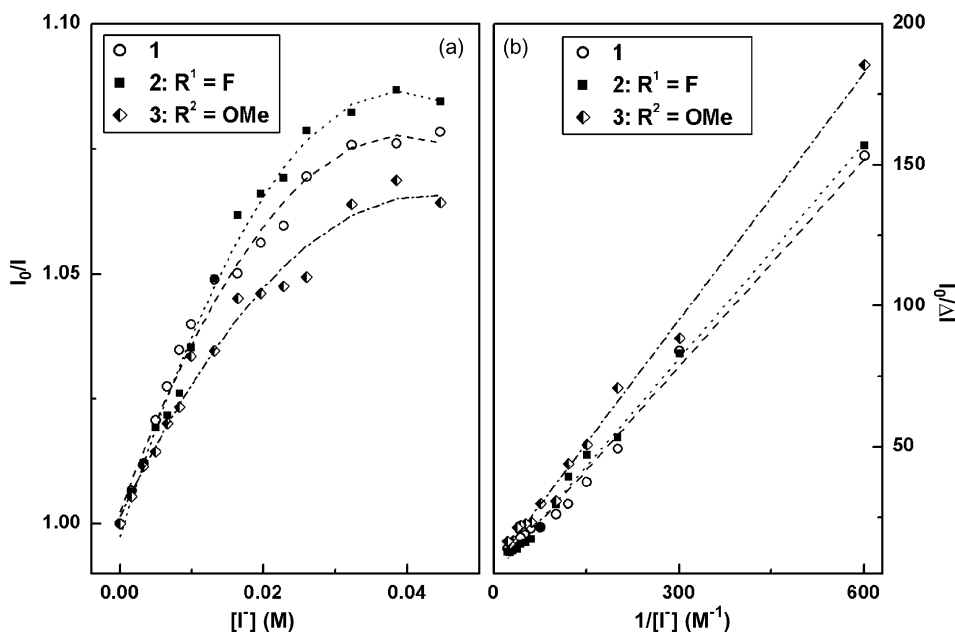 1.10
1.05
1.00
I₀/I
1
2: R¹ = F
3: R² = OMe
(a)
0.00
0.02
0.04
[I⁻] (M)
(b)
1
2: R¹ = F
3: R² = OMe
200
150
100
50
I₀/ΔI
0
300
600
1/[I⁻] (M⁻¹)